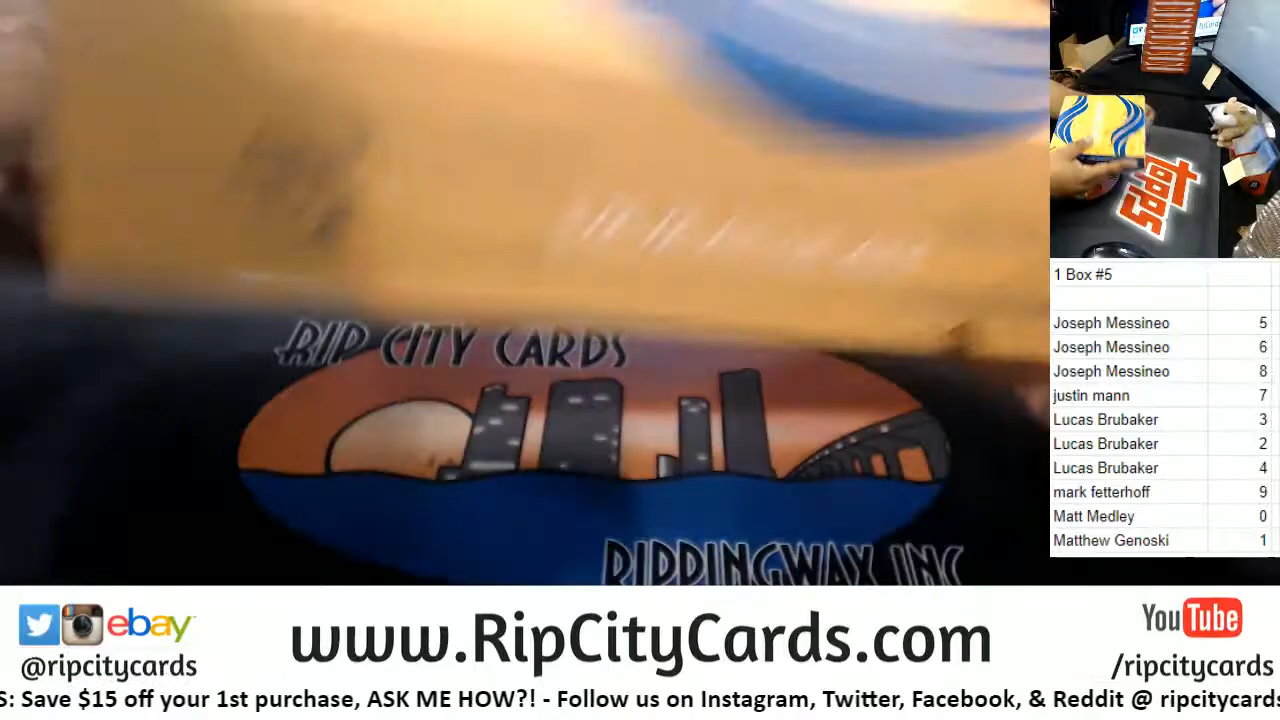 RIP CITY CARDS
RIPPINGWAX INC
topps
1 Box #5
Joseph Messineo 5
Joseph Messineo 6
Joseph Messineo 8
justin mann 7
Lucas Brubaker 3
Lucas Brubaker 2
Lucas Brubaker 4
mark fetterhoff 9
Matt Medley 0
Matthew Genoski 1
ebay
@ripcitycards
www.RipCityCards.com
YouTube
/ripcitycards
S: Save $15 off your 1st purchase, ASK ME HOW?! - Follow us on Instagram, Twitter, Facebook, & Reddit @ ripcitycards